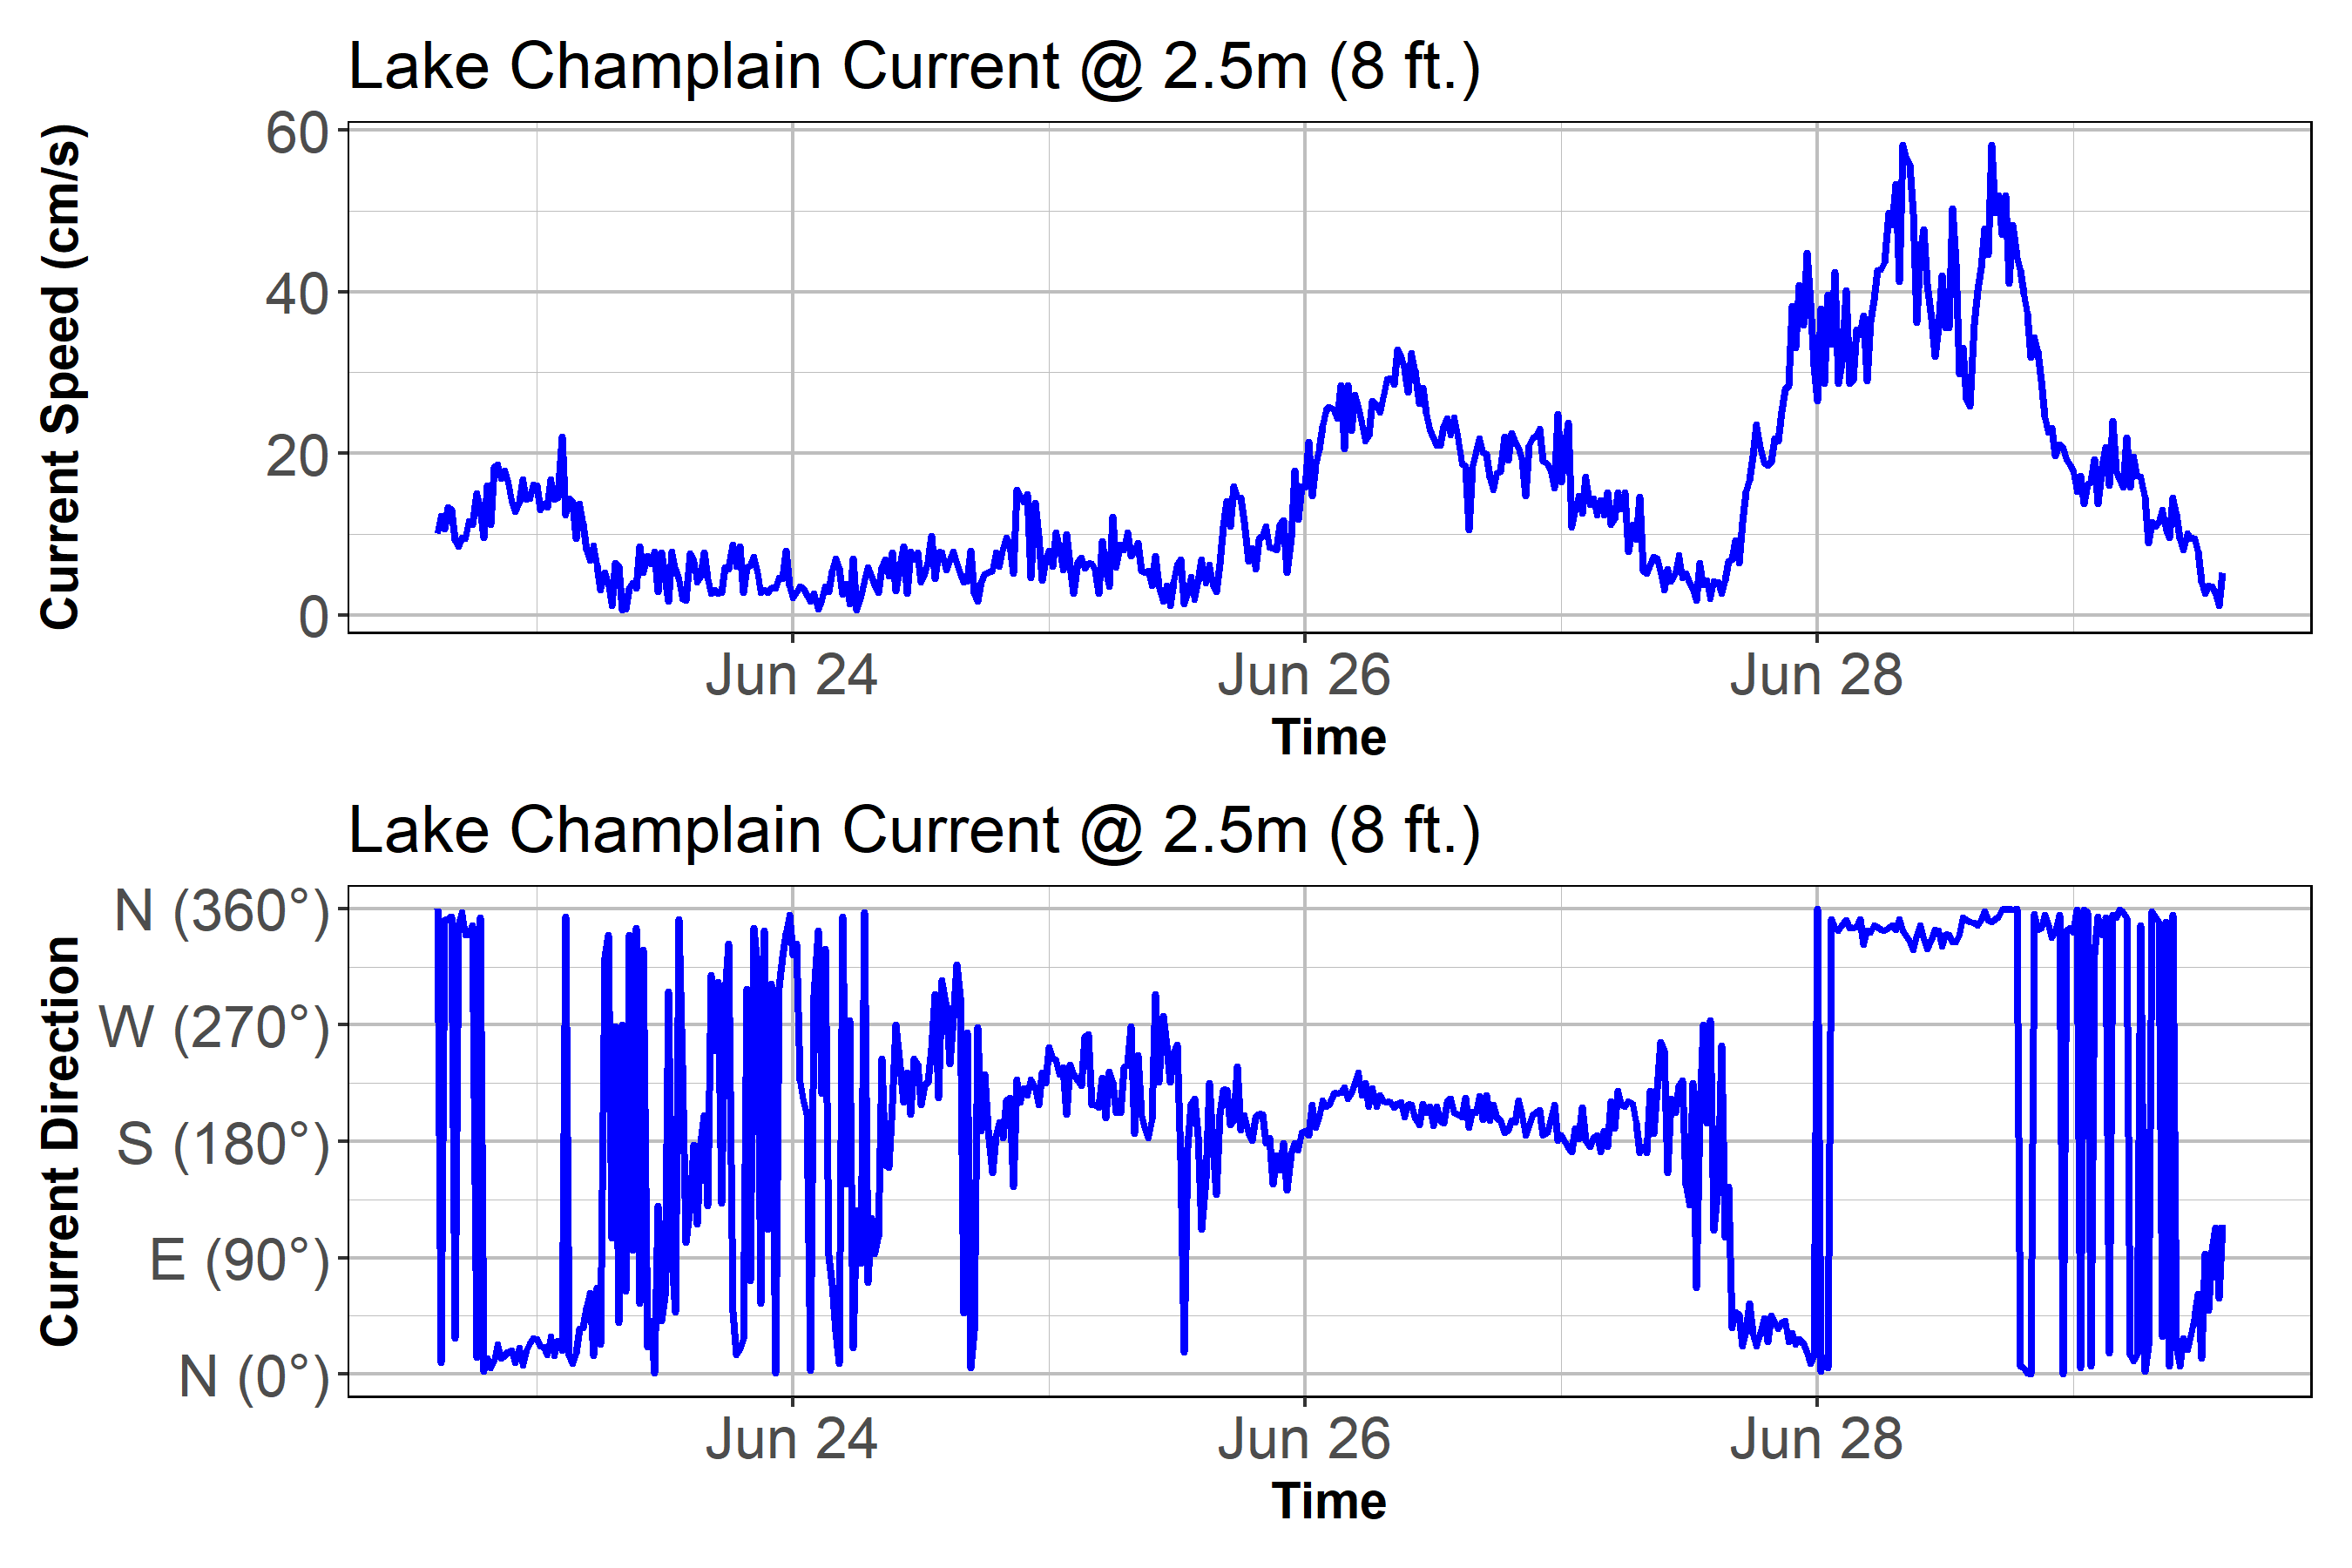 Lake Champlain Current @ 2.5m (8 ft.)
Current Speed (cm/s)
60
40
20
0
Jun 24 Jun 26 Jun 28
Time
Lake Champlain Current @ 2.5m (8 ft.)
Current Direction
N (360°)
W (270°)
S (180°)
E (90°)
N (0°)
Jun 24 Jun 26 Jun 28
Time